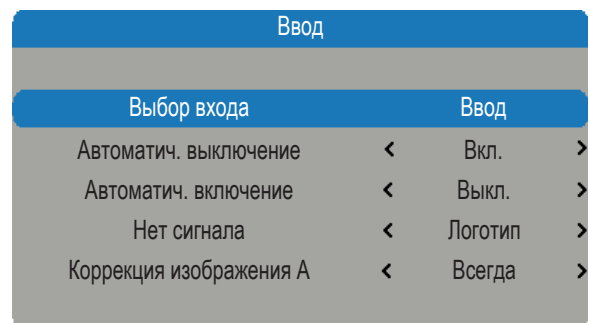 Ввод
Выбор входа Ввод
Автоматич. выключение Вкл.
Автоматич. включение Выкл.
Нет сигнала Логотип
Коррекция изображения А Всегда